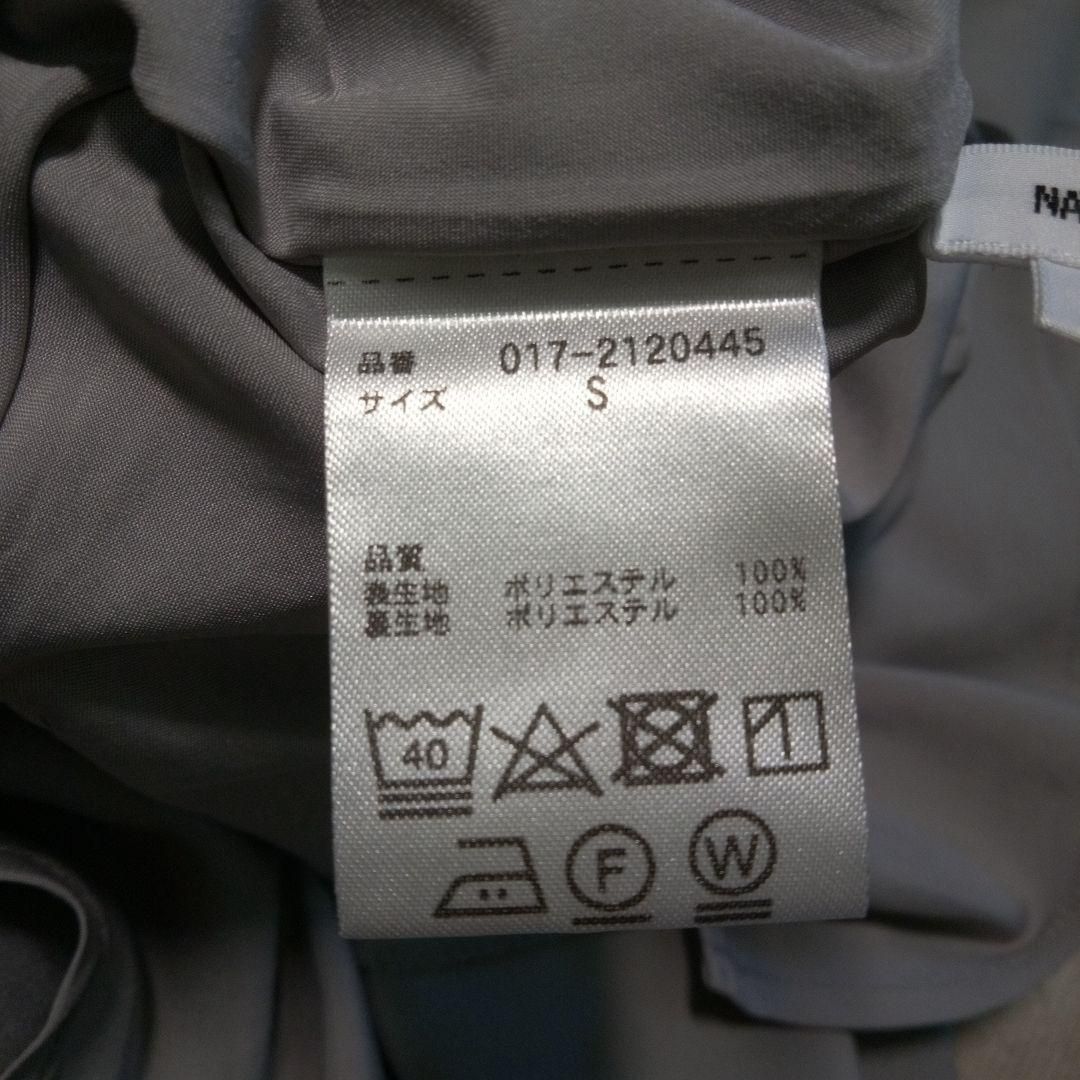 NA
品番 017-2120445
サイズ S
品質
表生地 ポリエステル 100%
裏生地 ポリエステル 100%
40
F
W